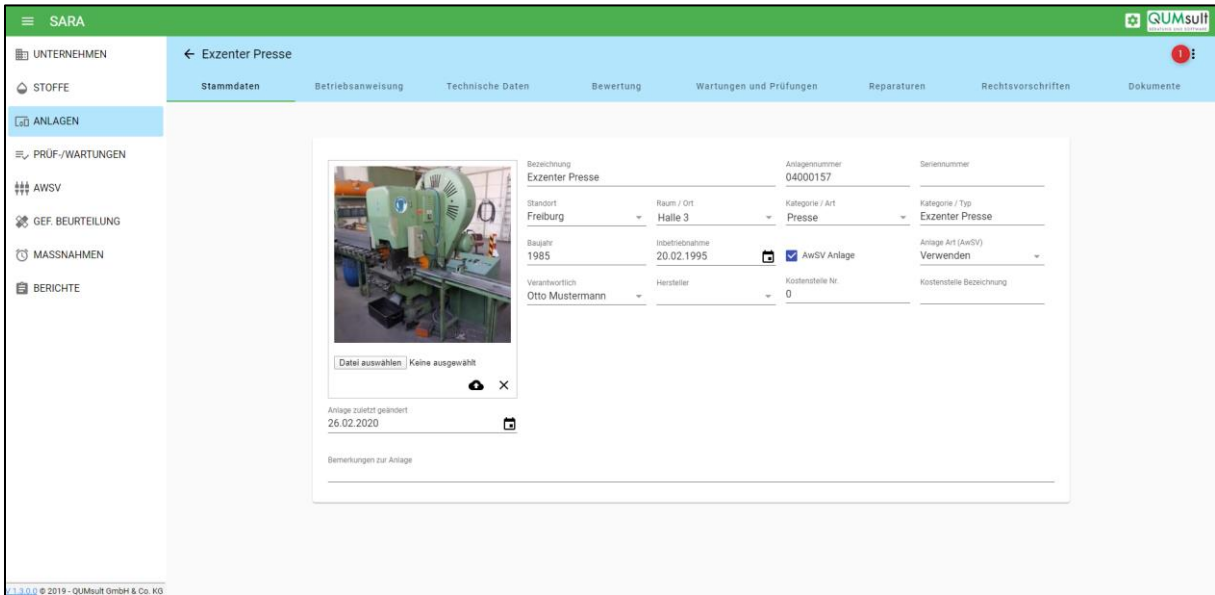 SARA
QUMsult
UNTERNEHMEN
STOFFE
ANLAGEN
PRÜF-/WARTUNGEN
AWSV
GEF. BEURTEILUNG
MASSNAHMEN
BERICHTE
Exzenter Presse
1
Stammdaten Betriebsanweisung Technische Daten Bewertung Wartungen und Prüfungen Reparaturen Rechtsvorschriften Dokumente
Bezeichnung Anlagennummer Seriennummer
Exzenter Presse 04000157
Standort Raum / Ort Kategorie / Art Kategorie / Typ
Freiburg Halle 3 Presse Exzenter Presse
Baujahr Inbetriebnahme Anlage Art (AwSV)
1985 20.02.1995 AwSV Anlage Verwenden
Verantwortlich Hersteller Kostenstelle Nr. Kostenstelle Bezeichnung
Otto Mustermann 0
Datei auswählen Keine ausgewählt
Anlage zuletzt geändert
26.02.2020
Bemerkungen zur Anlage
V 1.3.0.0 © 2019 - QUMsult GmbH & Co. KG